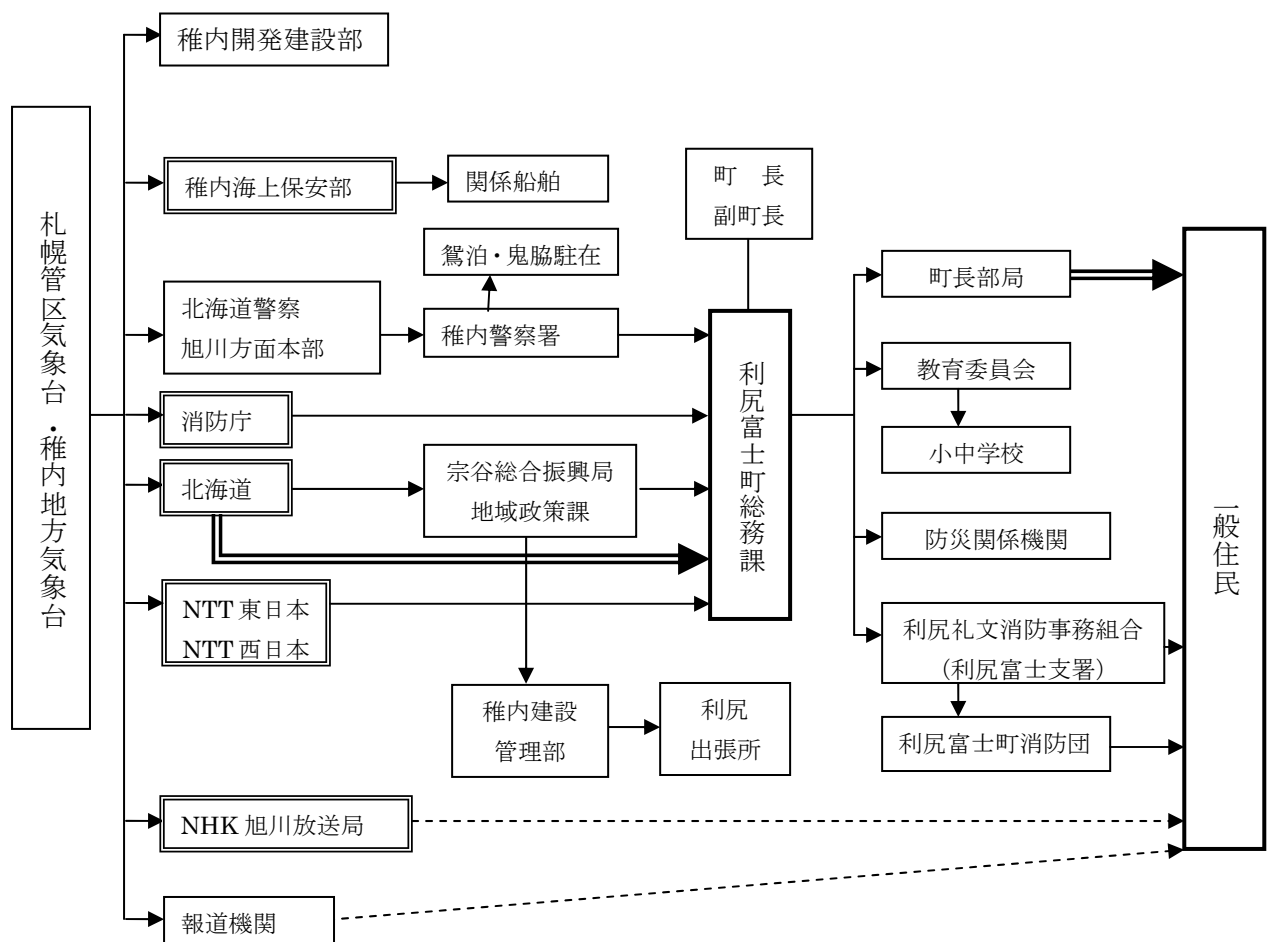 札幌管区気象台・稚内地方気象台
稚内開発建設部
稚内海上保安部
関係船舶
鴛泊・鬼脇駐在
北海道警察
旭川方面本部
稚内警察署
消防庁
北海道
宗谷総合振興局
地域政策課
NTT 東日本
NTT 西日本
稚内建設
管理部
利尻
出張所
NHK 旭川放送局
報道機関
町 長
副町長
利尻富士町総務課
町長部局
教育委員会
小中学校
防災関係機関
利尻礼文消防事務組合
(利尻富士支署)
利尻富士町消防団
一般住民